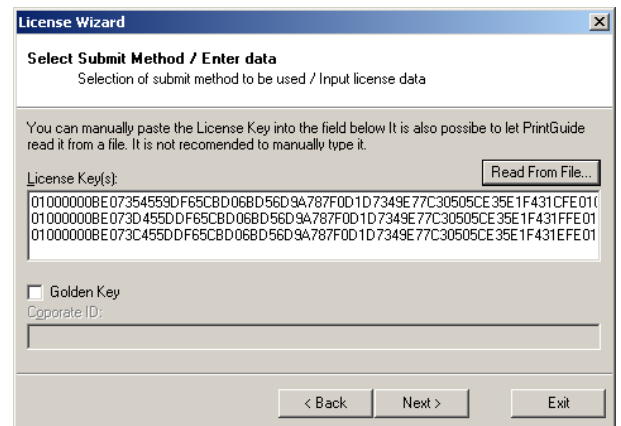 License Wizard
Select Submit Method / Enter data
Selection of submit method to be used / Input license data
You can manually paste the License Key into the field below It is also possibe to let PrintGuide
read it from a file. It is not recomended to manually type it.
License Key(s):
Read From File...
01000000BE07354559DF65CBD06BD56D9A787F0D1D7349E77C30505CE35E1F431CFE010
01000000BE073D455DDF65CBD06BD56D9A787F0D1D7349E77C30505CE35E1F431FFE01
01000000BE073C455DDF65CBD06BD56D9A787F0D1D7349E77C30505CE35E1F431EFE01
Golden Key
Coporate ID:
< Back
Next >
Exit